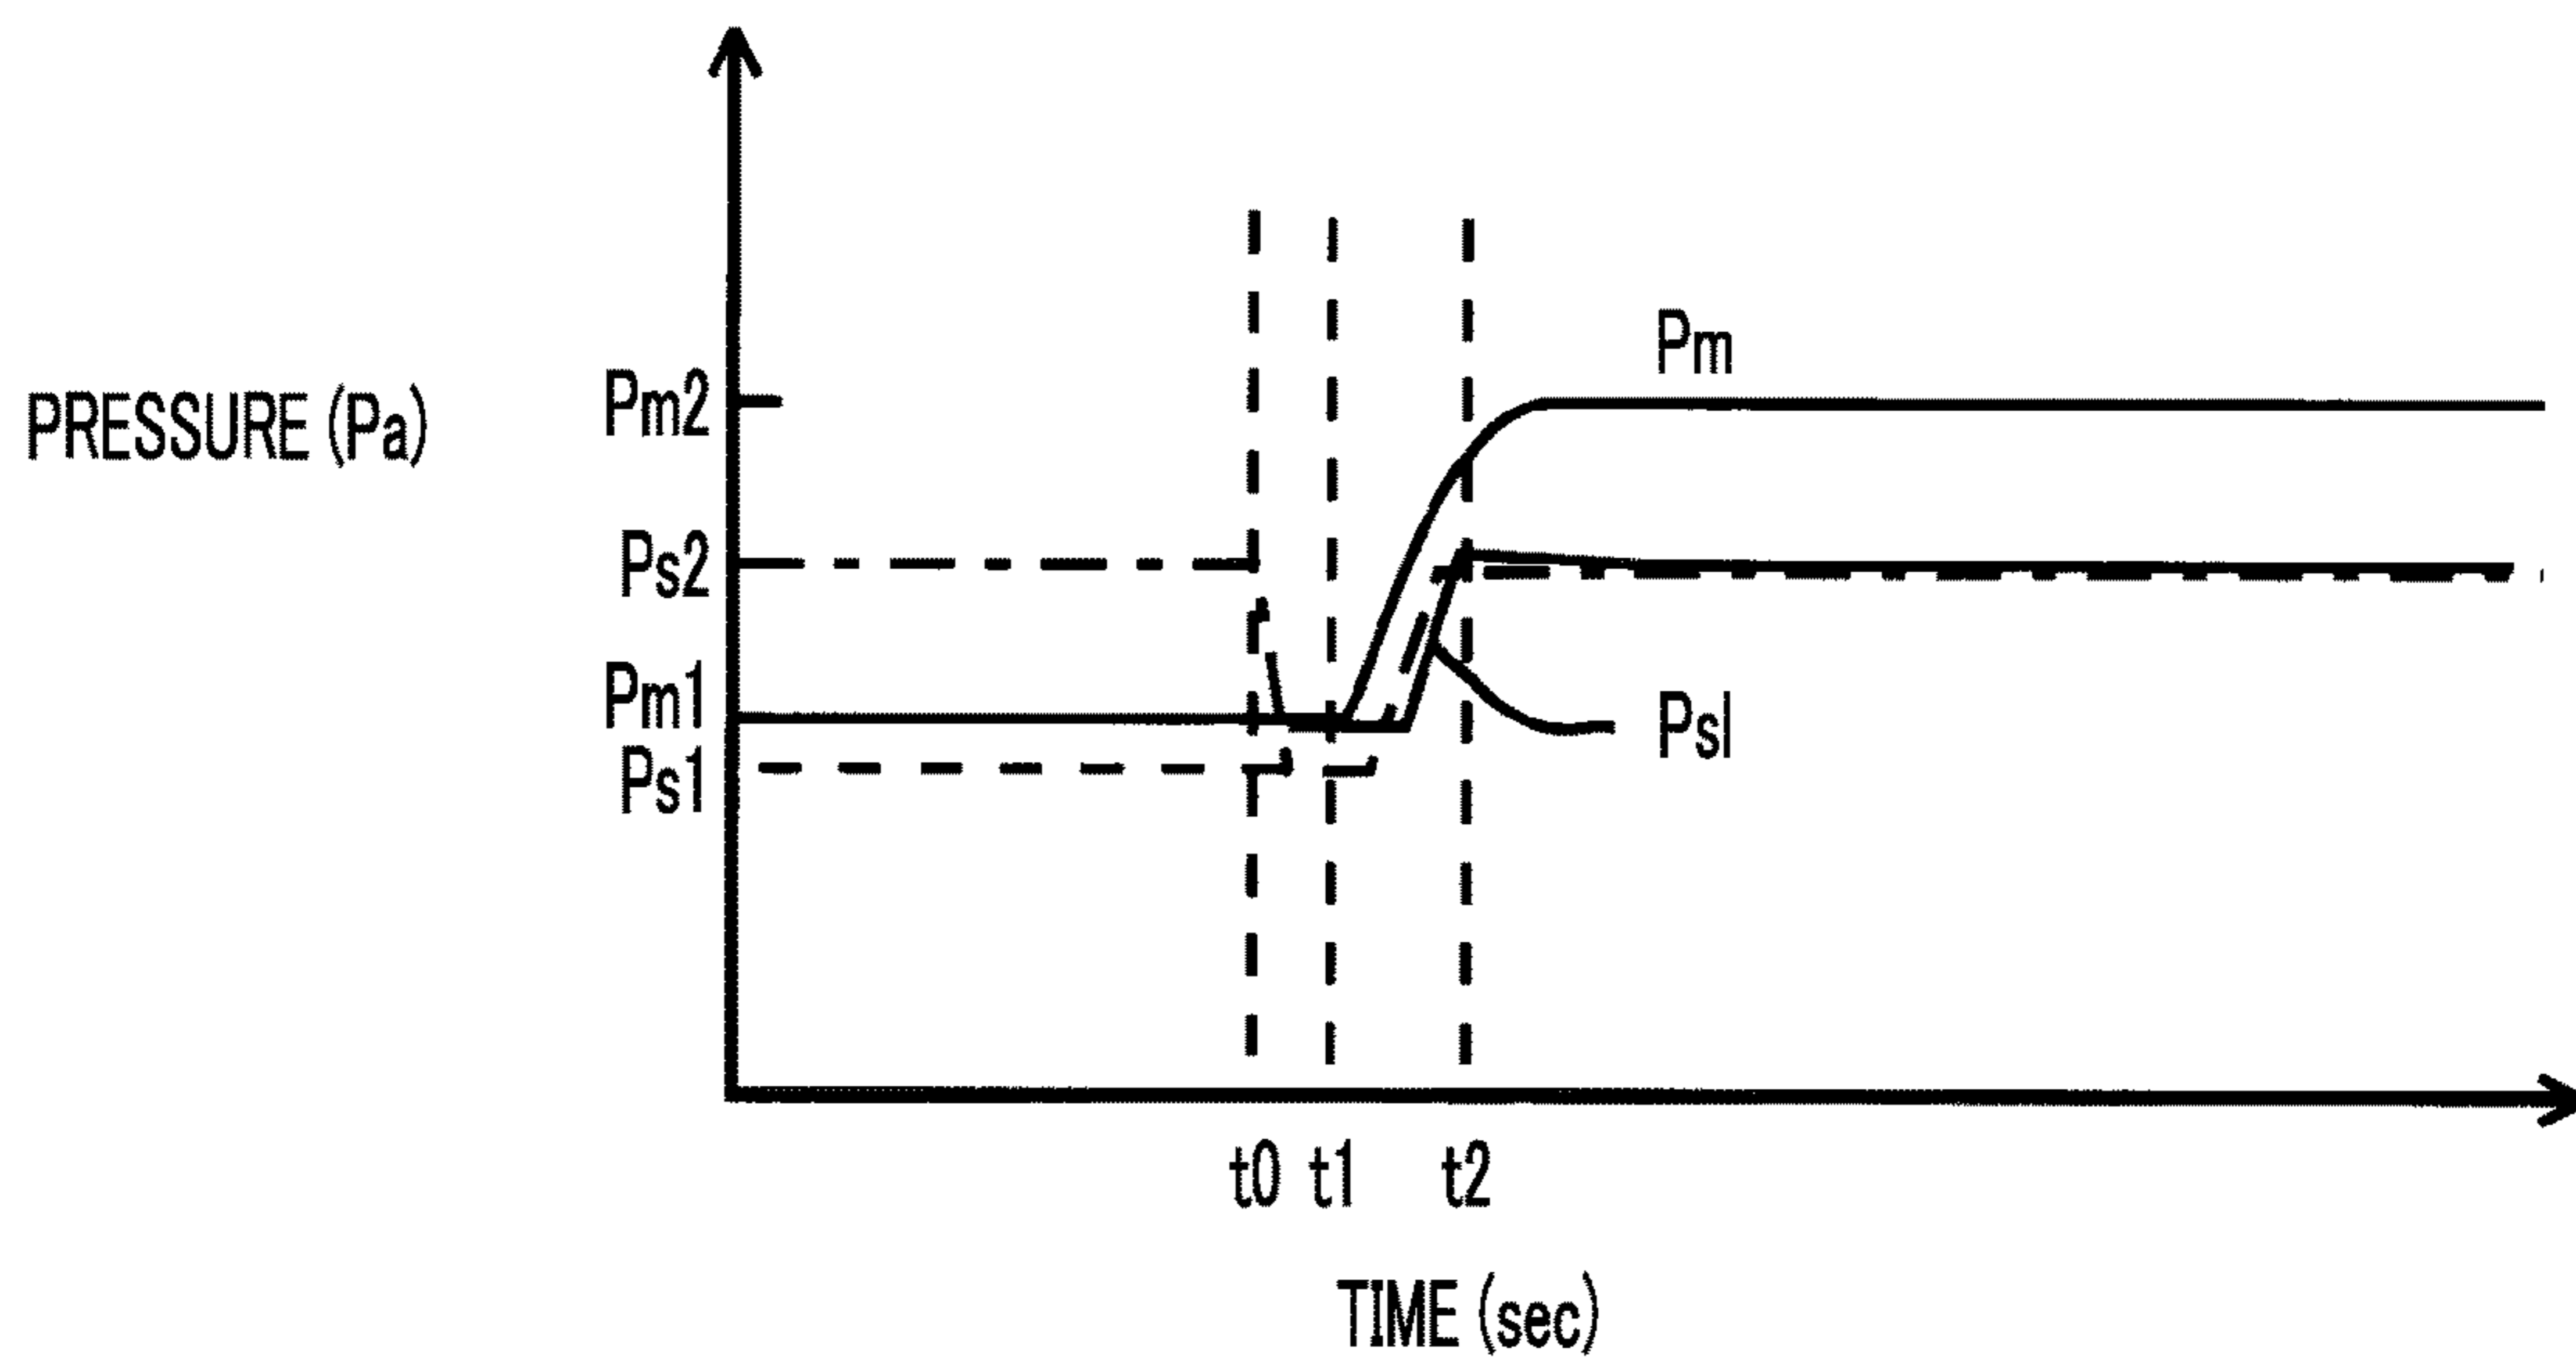 PRESSURE (Pa)
Pm2
Ps2
Pm1
Ps1
Pm
Psl
t0 t1 t2
TIME (sec)